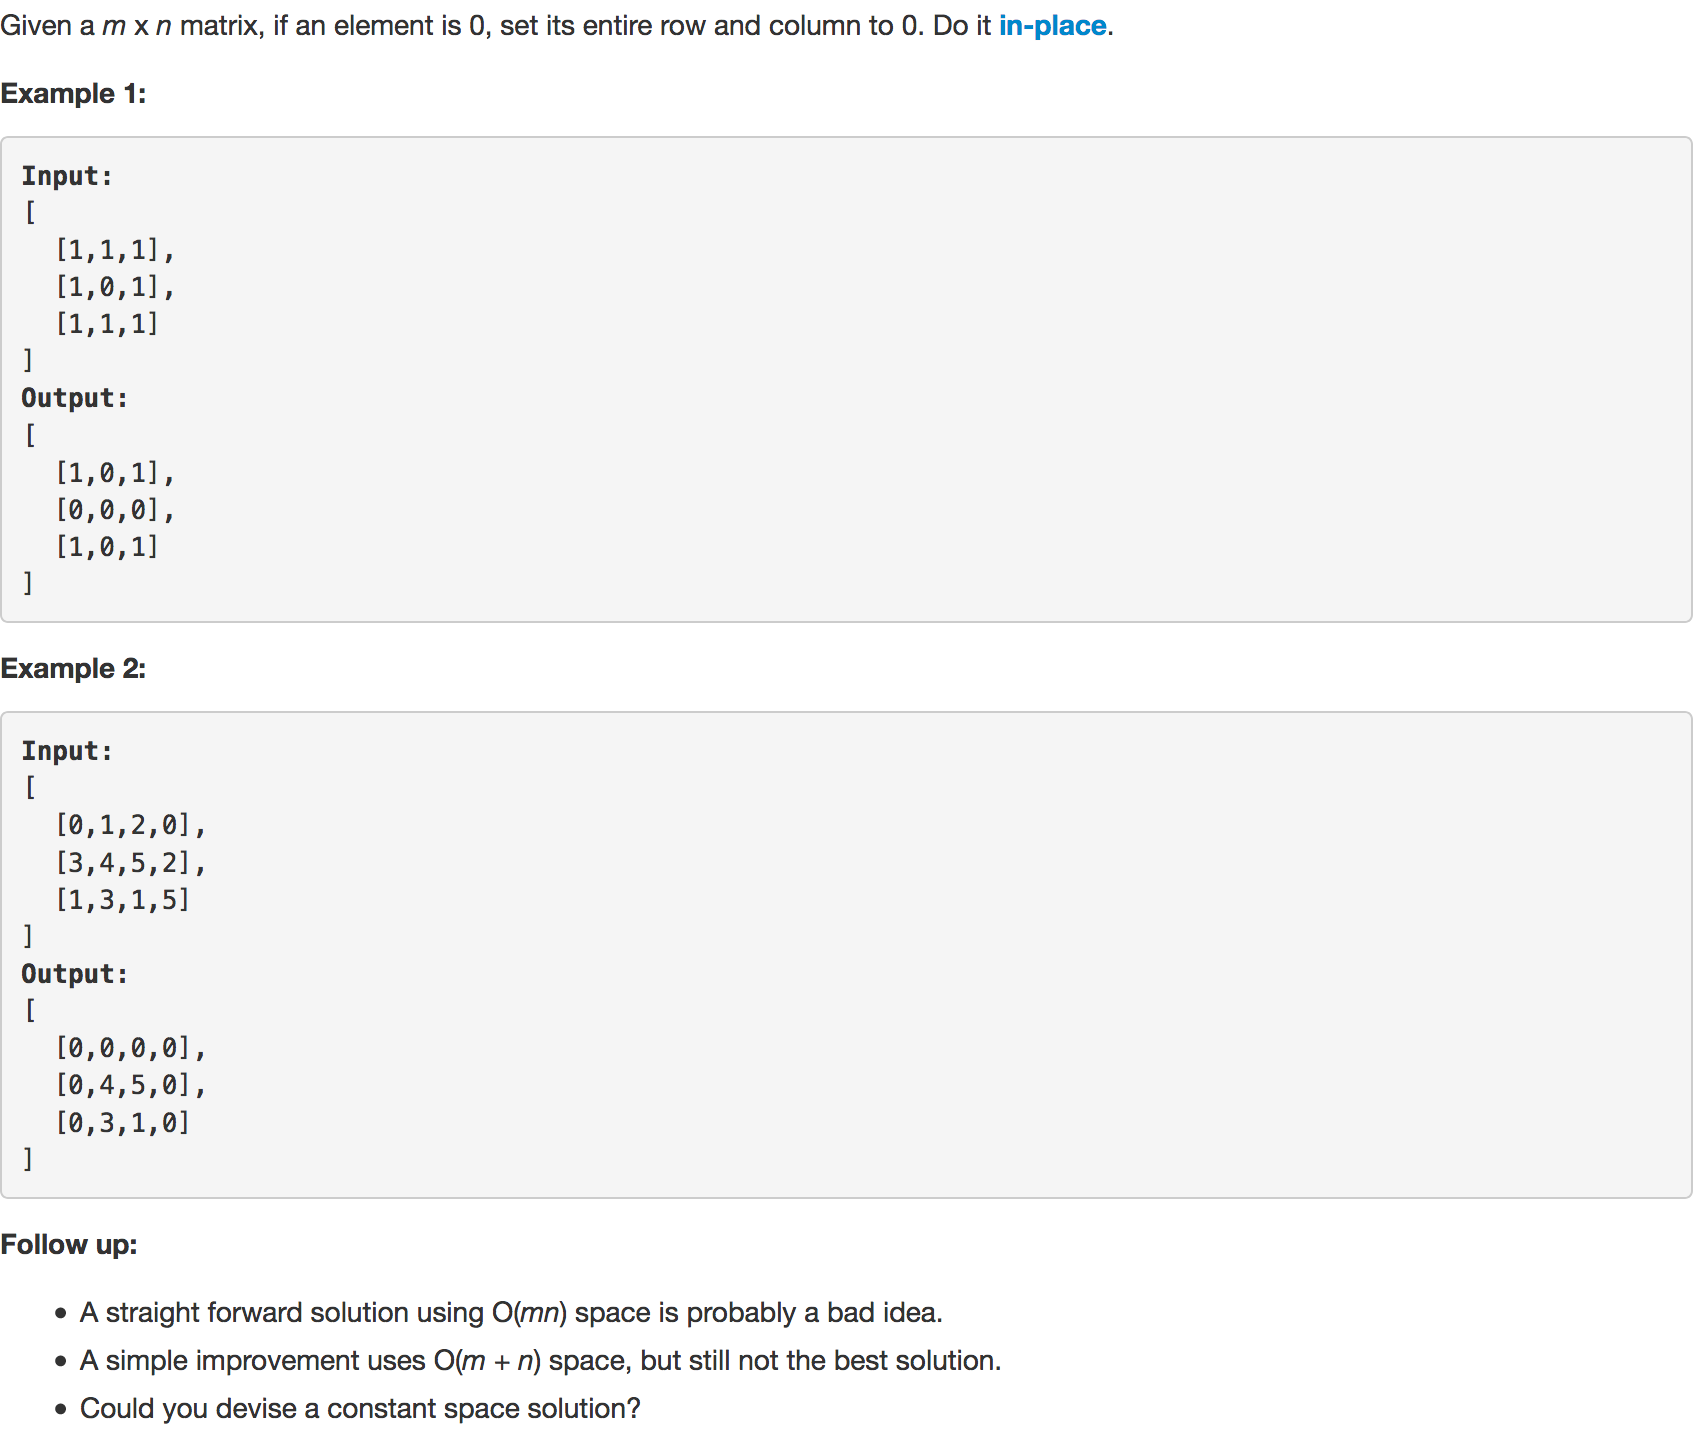 Given a m x n matrix, if an element is 0, set its entire row and column to 0. Do it in-place.
Example 1:
Input:
[
  [1,1,1],
  [1,0,1],
  [1,1,1]
]
Output:
[
  [1,0,1],
  [0,0,0],
  [1,0,1]
]
Example 2:
Input:
[
  [0,1,2,0],
  [3,4,5,2],
  [1,3,1,5]
]
Output:
[
  [0,0,0,0],
  [0,4,5,0],
  [0,3,1,0]
]
Follow up:
• A straight forward solution using O(mn) space is probably a bad idea.
• A simple improvement uses O(m + n) space, but still not the best solution.
• Could you devise a constant space solution?